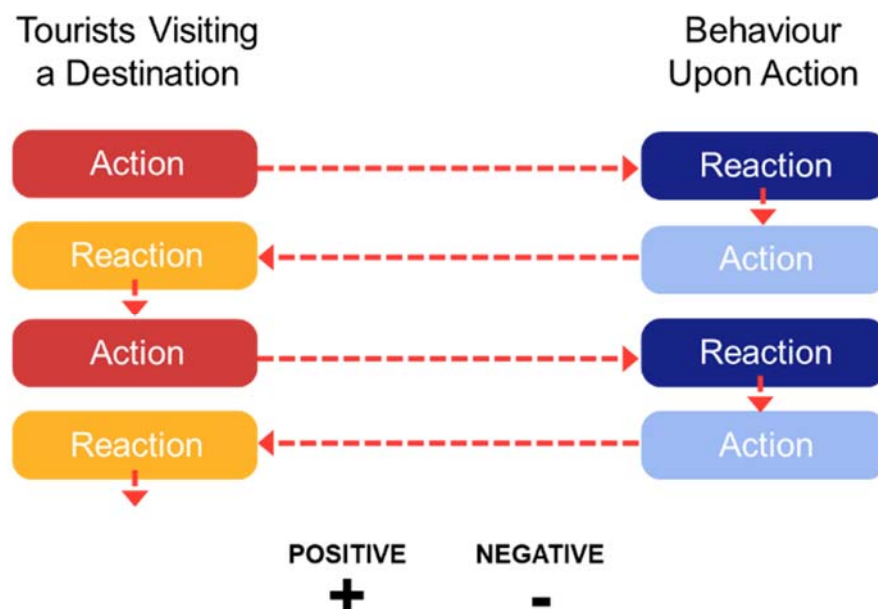 Tourists Visiting
a Destination
Behaviour
Upon Action
Action
Reaction
Reaction
Action
Action
Reaction
Reaction
Action
POSITIVE NEGATIVE
+ -